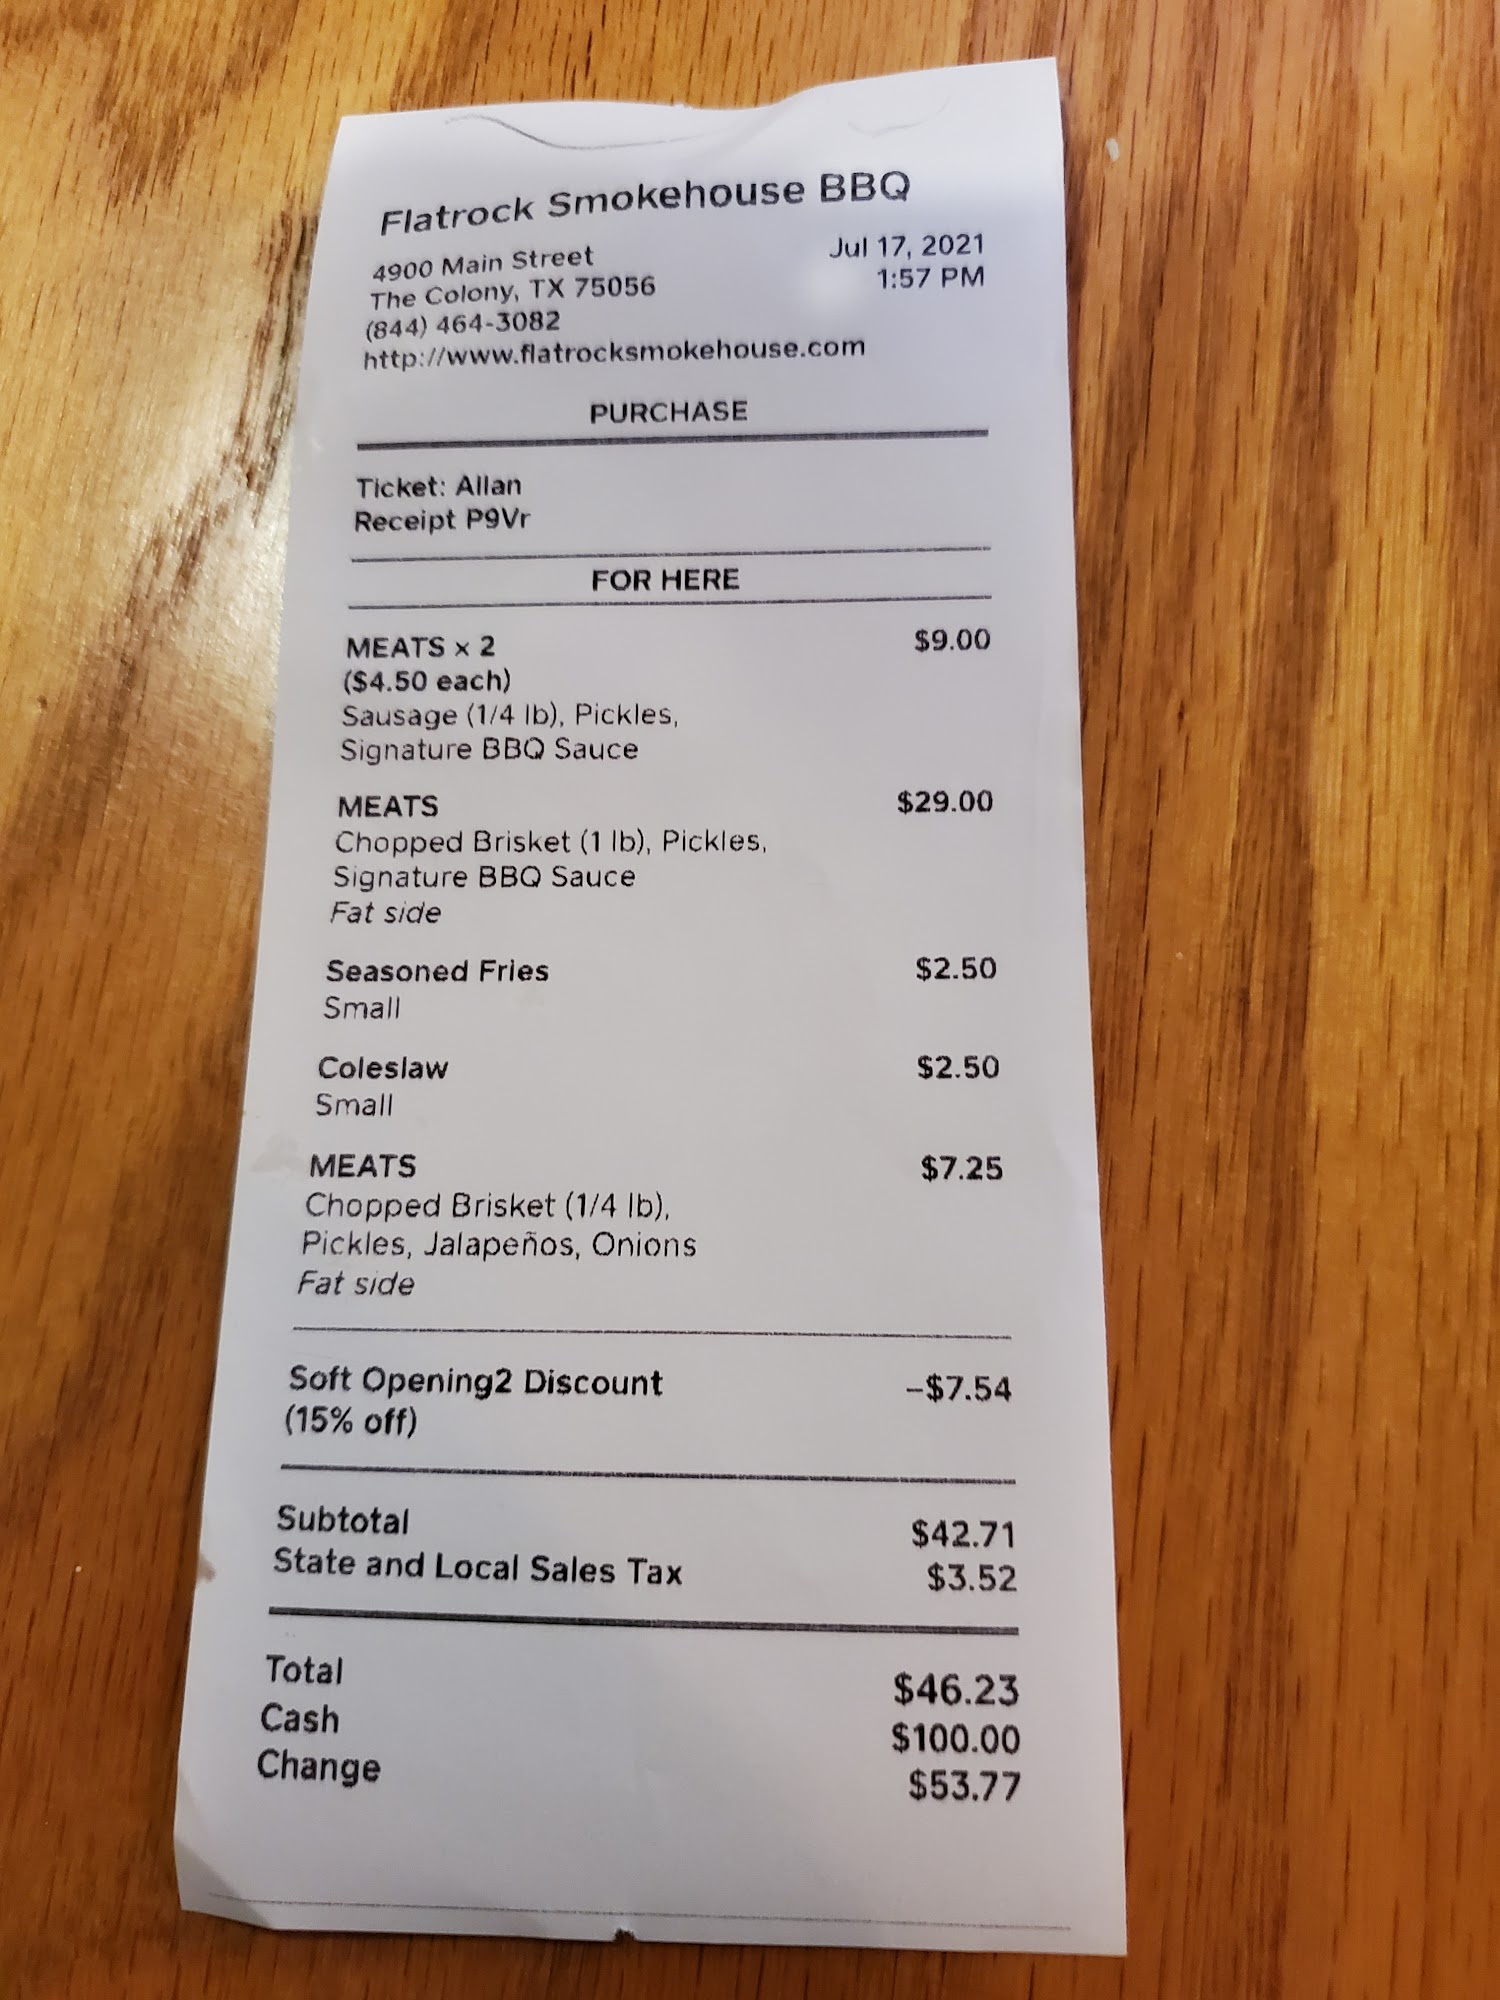 Flatrock Smokehouse BBQ
4900 Main Street
The Colony, TX 75056
(844) 464-3082
http://www.flatrocksmokehouse.com
Jul 17, 2021
1:57 PM
PURCHASE
Ticket: Allan
Receipt P9Vr
FOR HERE
MEATS x 2 $9.00
($4.50 each)
Sausage (1/4 lb), Pickles,
Signature BBQ Sauce
MEATS $29.00
Chopped Brisket (1 lb), Pickles,
Signature BBQ Sauce
Fat side
Seasoned Fries $2.50
Small
Coleslaw $2.50
Small
MEATS $7.25
Chopped Brisket (1/4 lb),
Pickles, Jalapeños, Onions
Fat side
Soft Opening2 Discount –$7.54
(15% off)
Subtotal $42.71
State and Local Sales Tax $3.52
Total $46.23
Cash $100.00
Change $53.77